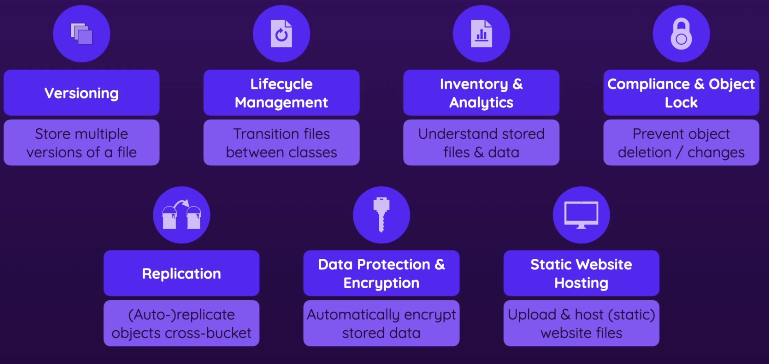 Versioning
Store multiple
versions of a file
Lifecycle
Management
Transition files
between classes
Inventory &
Analytics
Understand stored
files & data
Compliance & Object
Lock
Prevent object
deletion / changes
Replication
(Auto-)replicate
objects cross-bucket
Data Protection &
Encryption
Automatically encrypt
stored data
Static Website
Hosting
Upload & host (static)
website files